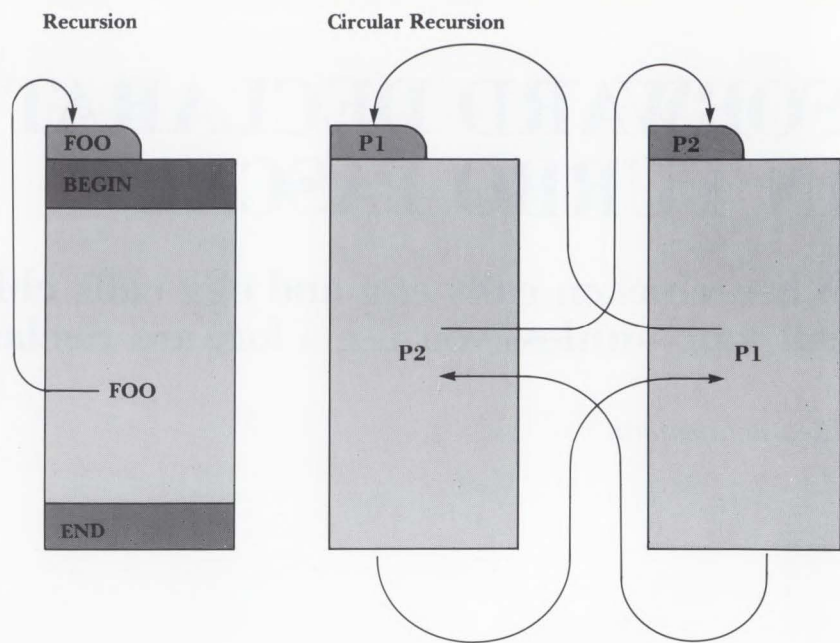 Recursion
Circular Recursion
FOO
BEGIN
FOO
END
P1
P2
P2
P1